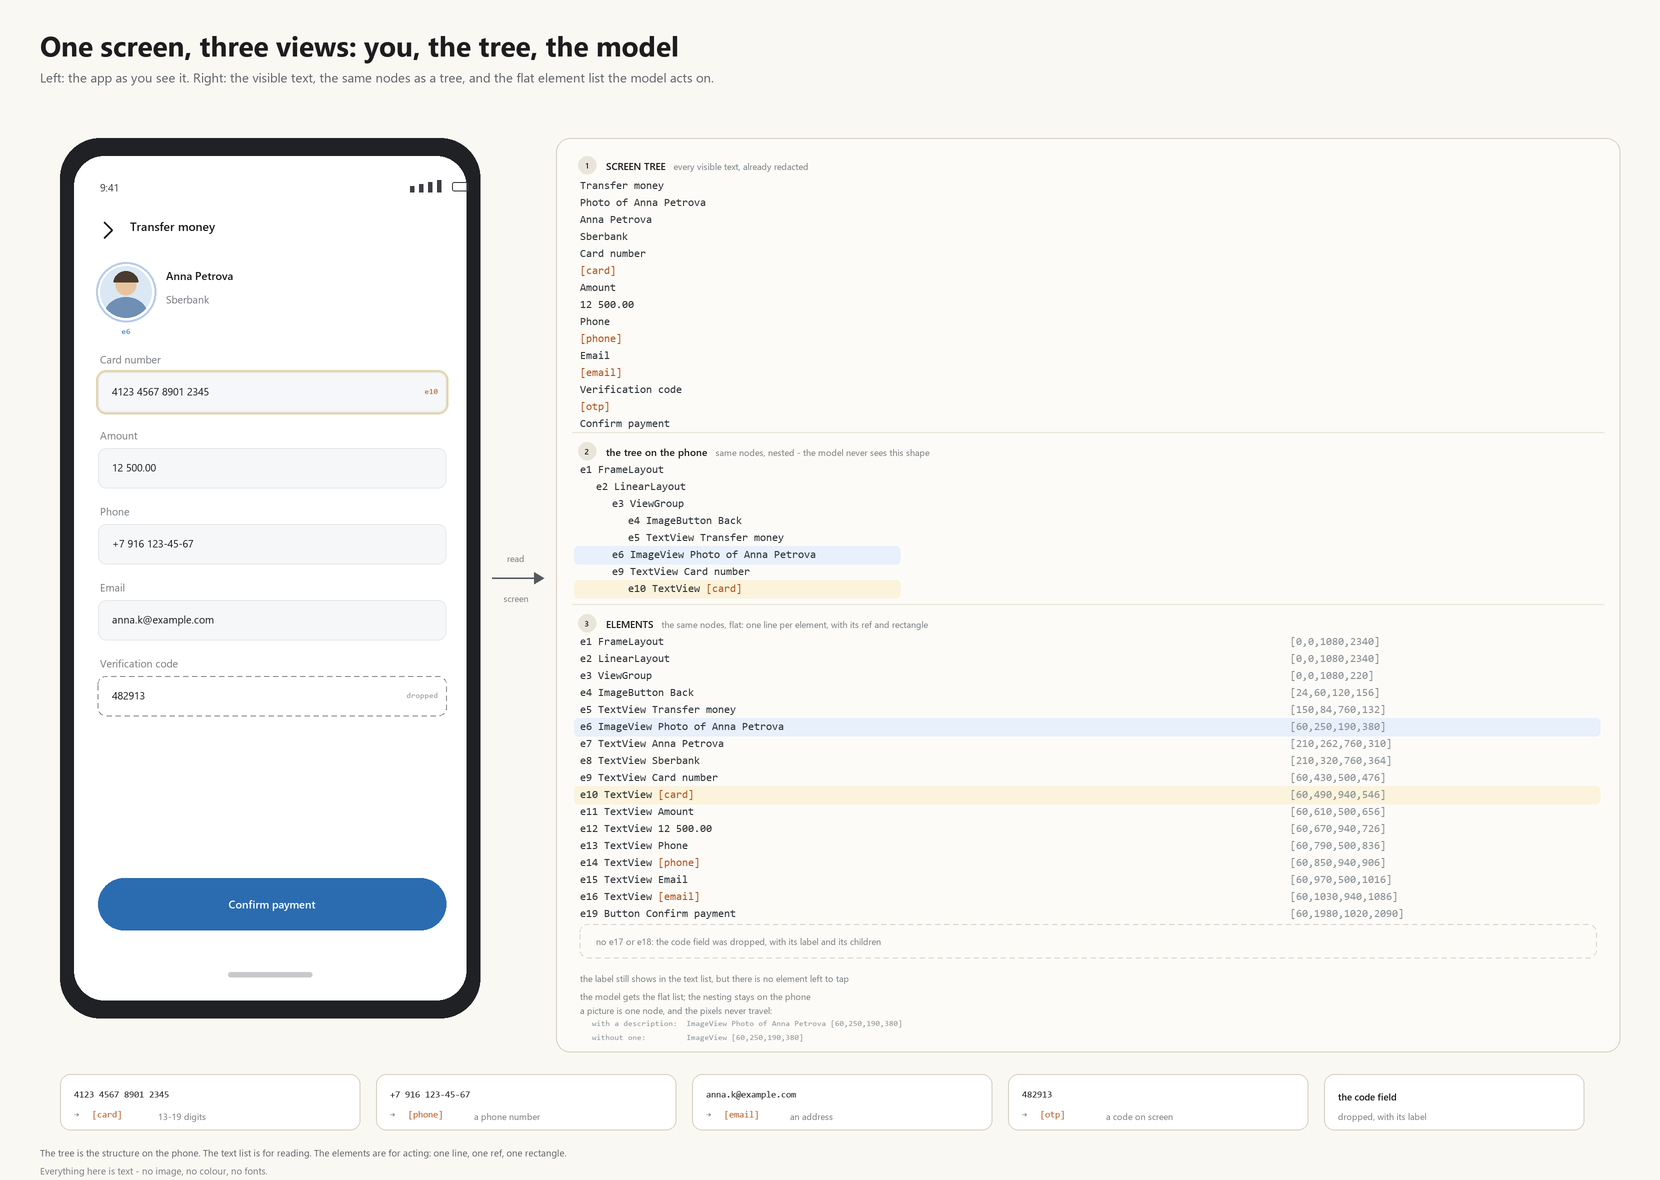 One screen, three views: you, the tree, the model
Left: the app as you see it. Right: the visible text, the same nodes as a tree, and the flat element list the model acts on.
9:41
Transfer money
Anna Petrova
Sberbank
e6
Card number
4123 4567 8901 2345
e10
Amount
12 500.00
Phone
+7 916 123-45-67
Email
anna.k@example.com
Verification code
482913
dropped
Confirm payment
read
screen
1 SCREEN TREE every visible text, already redacted
Transfer money
Photo of Anna Petrova
Anna Petrova
Sberbank
Card number
[card]
Amount
12 500.00
Phone
[phone]
Email
[email]
Verification code
[otp]
Confirm payment
2 the tree on the phone same nodes, nested - the model never sees this shape
e1 FrameLayout
e2 LinearLayout
e3 ViewGroup
e4 ImageButton Back
e5 TextView Transfer money
e6 ImageView Photo of Anna Petrova
e9 TextView Card number
e10 TextView [card]
3 ELEMENTS the same nodes, flat: one line per element, with its ref and rectangle
e1 FrameLayout [0,0,1080,2340]
e2 LinearLayout [0,0,1080,2340]
e3 ViewGroup [0,0,1080,220]
e4 ImageButton Back [24,60,120,156]
e5 TextView Transfer money [150,84,760,132]
e6 ImageView Photo of Anna Petrova [60,250,190,380]
e7 TextView Anna Petrova [210,262,760,310]
e8 TextView Sberbank [210,320,760,364]
e9 TextView Card number [60,430,500,476]
e10 TextView [card] [60,490,940,546]
e11 TextView Amount [60,610,500,656]
e12 TextView 12 500.00 [60,670,940,726]
e13 TextView Phone [60,790,500,836]
e14 TextView [phone] [60,850,940,906]
e15 TextView Email [60,970,500,1016]
e16 TextView [email] [60,1030,940,1086]
e19 Button Confirm payment [60,1980,1020,2090]
no e17 or e18: the code field was dropped, with its label and its children
the label still shows in the text list, but there is no element left to tap
the model gets the flat list; the nesting stays on the phone
a picture is one node, and the pixels never travel:
with a description: ImageView Photo of Anna Petrova [60,250,190,380]
without one: ImageView [60,250,190,380]
4123 4567 8901 2345
→ [card] 13-19 digits
+7 916 123-45-67
→ [phone] a phone number
anna.k@example.com
→ [email] an address
482913
→ [otp] a code on screen
the code field
dropped, with its label
The tree is the structure on the phone. The text list is for reading. The elements are for acting: one line, one ref, one rectangle.
Everything here is text - no image, no colour, no fonts.